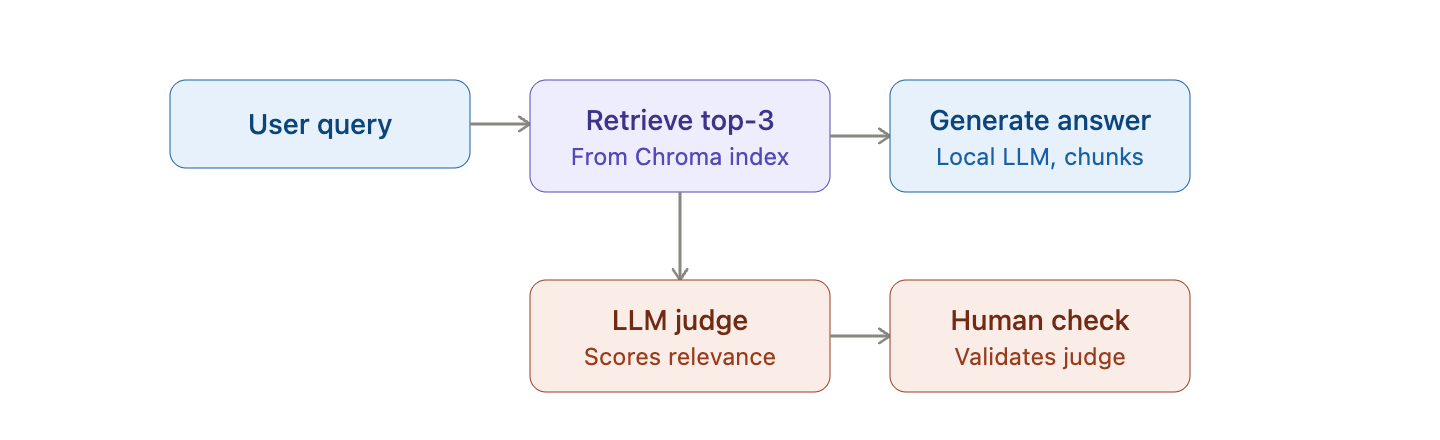 User query
Retrieve top-3
From Chroma index
Generate answer
Local LLM, chunks
LLM judge
Scores relevance
Human check
Validates judge